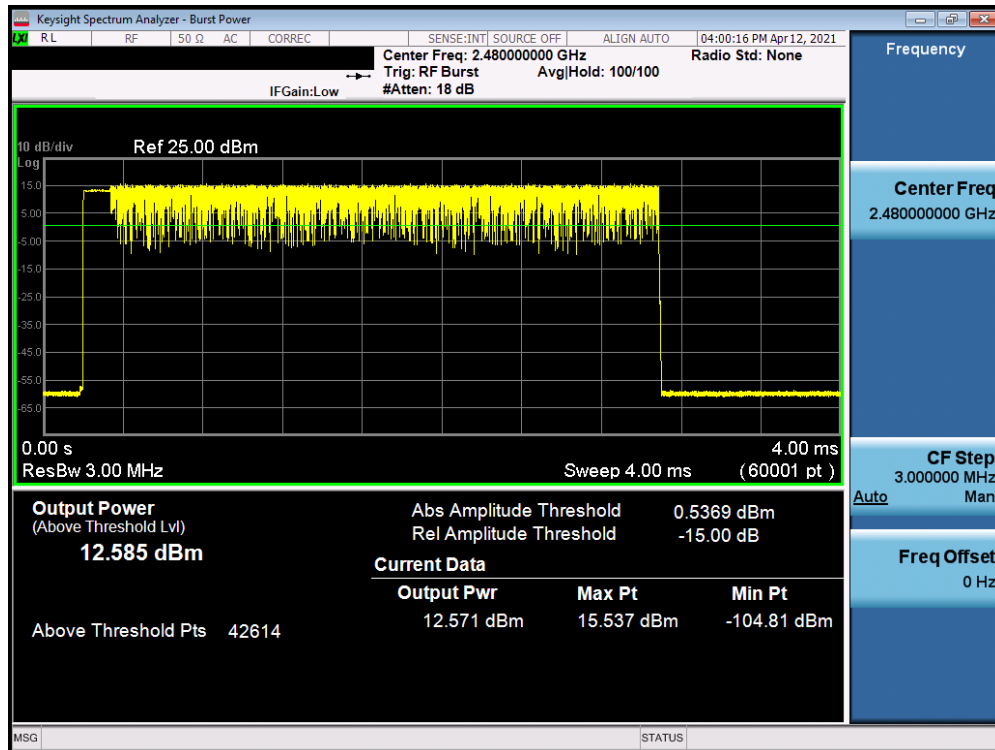 Keysight Spectrum Analyzer - Burst Power
LXI RL RF 50 Ω AC CORREC SENSE:INT SOURCE OFF ALIGN AUTO 04:00:16 PM Apr 12, 2021
Center Freq: 2.480000000 GHz Radio Std: None
Trig: RF Burst Avg|Hold: 100/100
IFGain:Low #Atten: 18 dB
Frequency
10 dB/div Ref 25.00 dBm
Log
15.0
5.00
-5.00
-15.0
-25.0
-35.0
-45.0
-55.0
-65.0
0.00 s 4.00 ms
ResBw 3.00 MHz Sweep 4.00 ms (60001 pt )
Center Freq
2.480000000 GHz
CF Step
3.000000 MHz
Auto Man
Freq Offset
0 Hz
Output Power
(Above Threshold Lvl)
12.585 dBm
Above Threshold Pts 42614
Abs Amplitude Threshold 0.5369 dBm
Rel Amplitude Threshold -15.00 dB
Current Data
Output Pwr Max Pt Min Pt
12.571 dBm 15.537 dBm -104.81 dBm
MSG STATUS